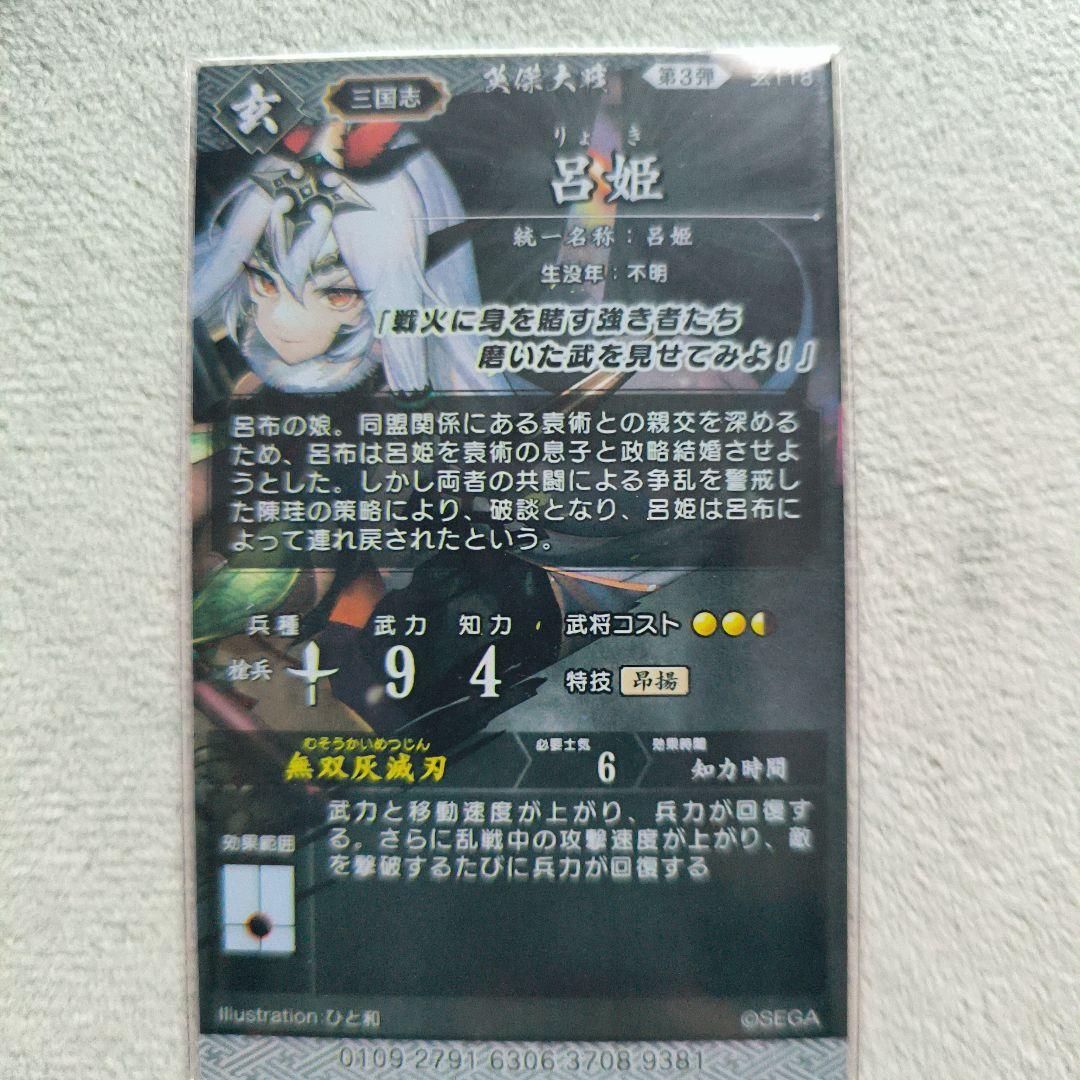 玄
三国志
英傑大戦
第3弾
玄118
りょき
呂姫
統一名称：呂姫
生没年：不明
「戦火に身を賭す強き者たち
磨いた武を見せてみよ！」
呂布の娘。同盟関係にある袁術との親交を深める
ため、呂布は呂姫を袁術の息子と政略結婚させよ
うとした。しかし両者の共闘による争乱を警戒し
た陳珪の策略により、破談となり、呂姫は呂布に
よって連れ戻されたという。
兵種 武力 知力 武将コスト
槍兵 9 4 特技 昂揚
むそうかいめつじん
無双灰滅刃
必要士気
6
効果時間
知力時間
武力と移動速度が上がり、兵力が回復す
る。さらに乱戦中の攻撃速度が上がり、敵
を撃破するたびに兵力が回復する
効果範囲
Illustration:ひと和
©SEGA
0109 2791 6306 3708 9381